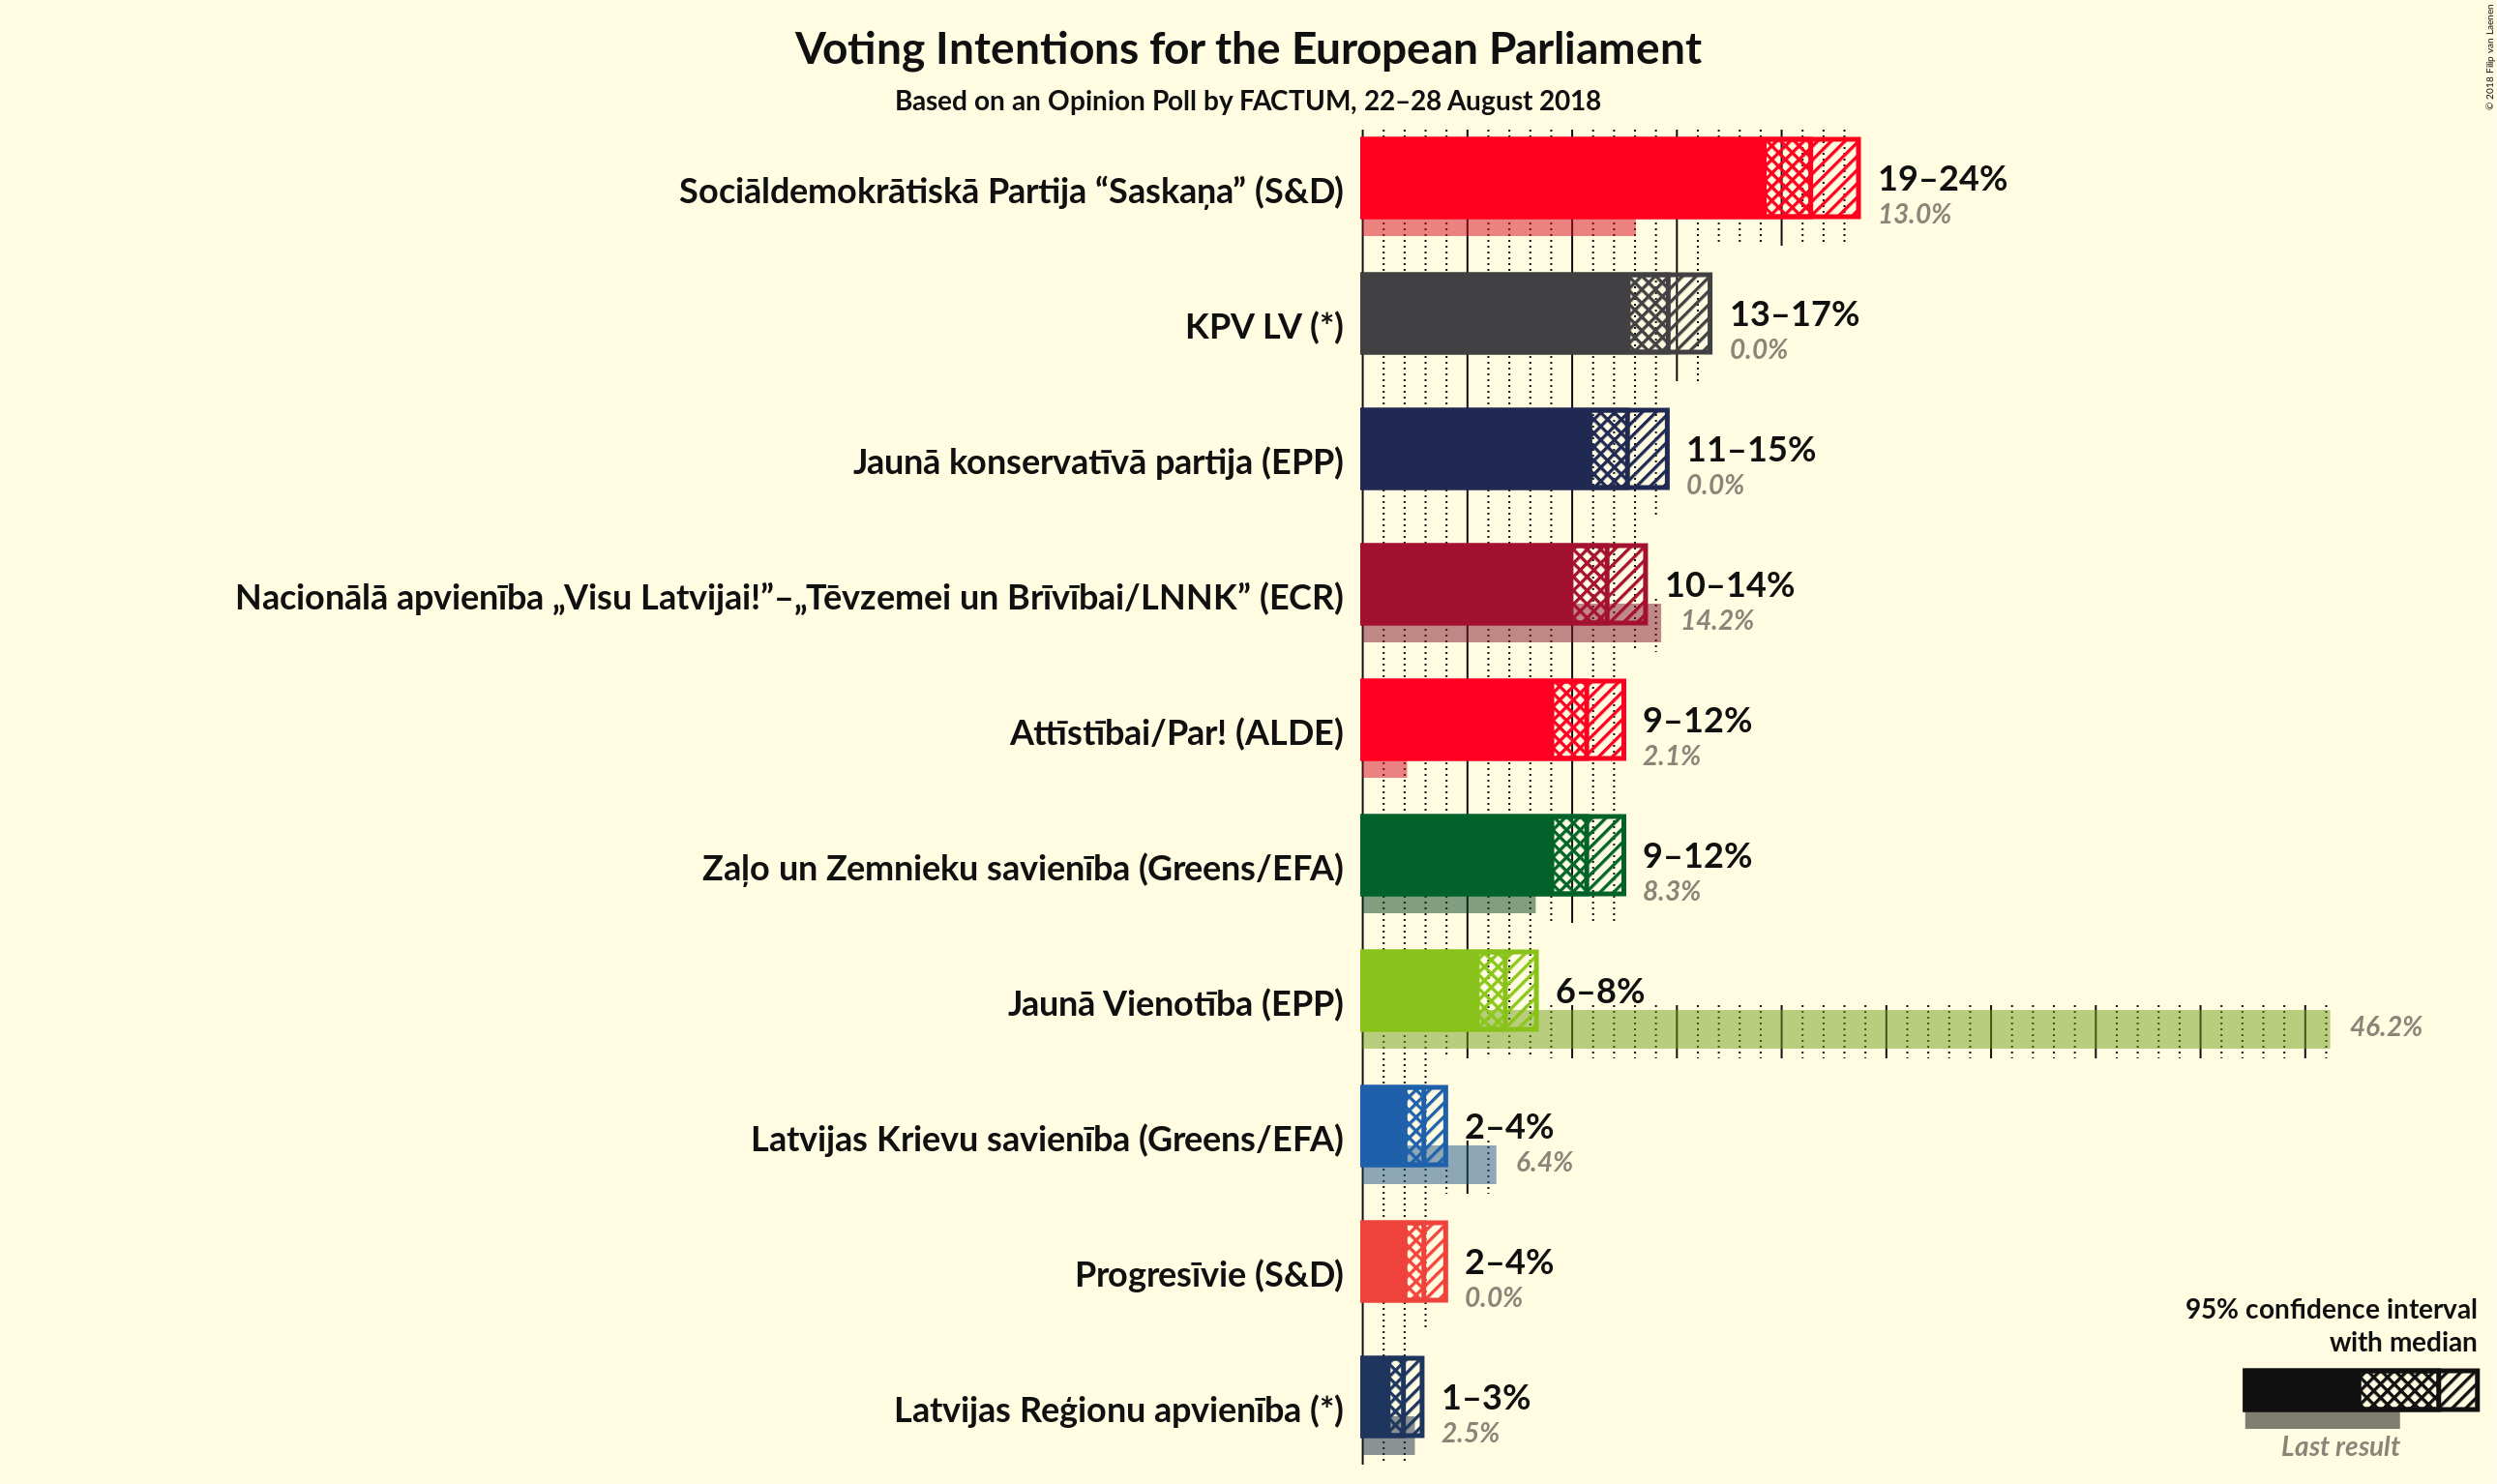 Voting Intentions for the European Parliament
Based on an Opinion Poll by FACTUM, 22–28 August 2018
© 2018 Filip van Laenen
Sociāldemokrātiskā Partija “Saskaņa” (S&D)
19–24%
13.0%
KPV LV (*)
13–17%
0.0%
Jaunā konservatīvā partija (EPP)
11–15%
0.0%
Nacionālā apvienība „Visu Latvijai!”–„Tēvzemei un Brīvībai/LNNK” (ECR)
10–14%
14.2%
Attīstībai/Par! (ALDE)
9–12%
2.1%
Zaļo un Zemnieku savienība (Greens/EFA)
9–12%
8.3%
Jaunā Vienotība (EPP)
6–8%
46.2%
Latvijas Krievu savienība (Greens/EFA)
2–4%
6.4%
Progresīvie (S&D)
2–4%
0.0%
Latvijas Reģionu apvienība (*)
1–3%
2.5%
95% confidence interval
with median
Last result